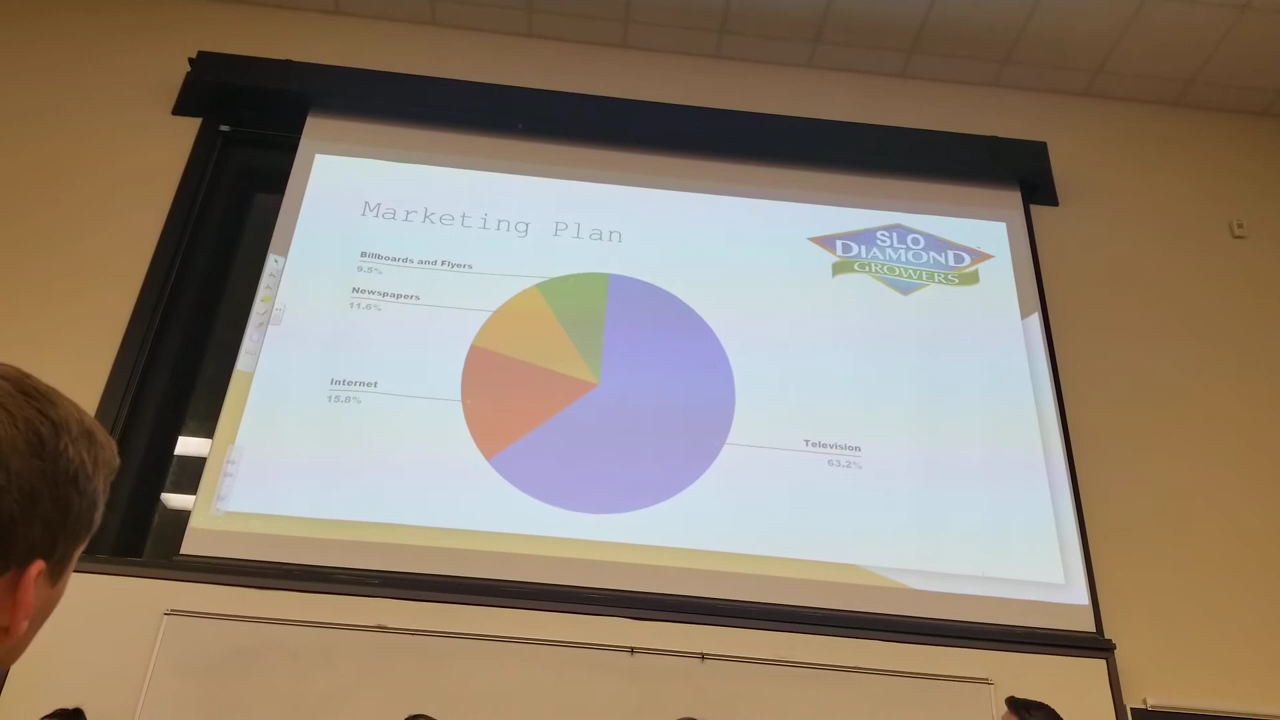 Marketing Plan
SLO
DIAMOND
GROWERS
Billboards and Flyers
9.5%
Newspapers
11.6%
Internet
15.8%
Television
63.2%